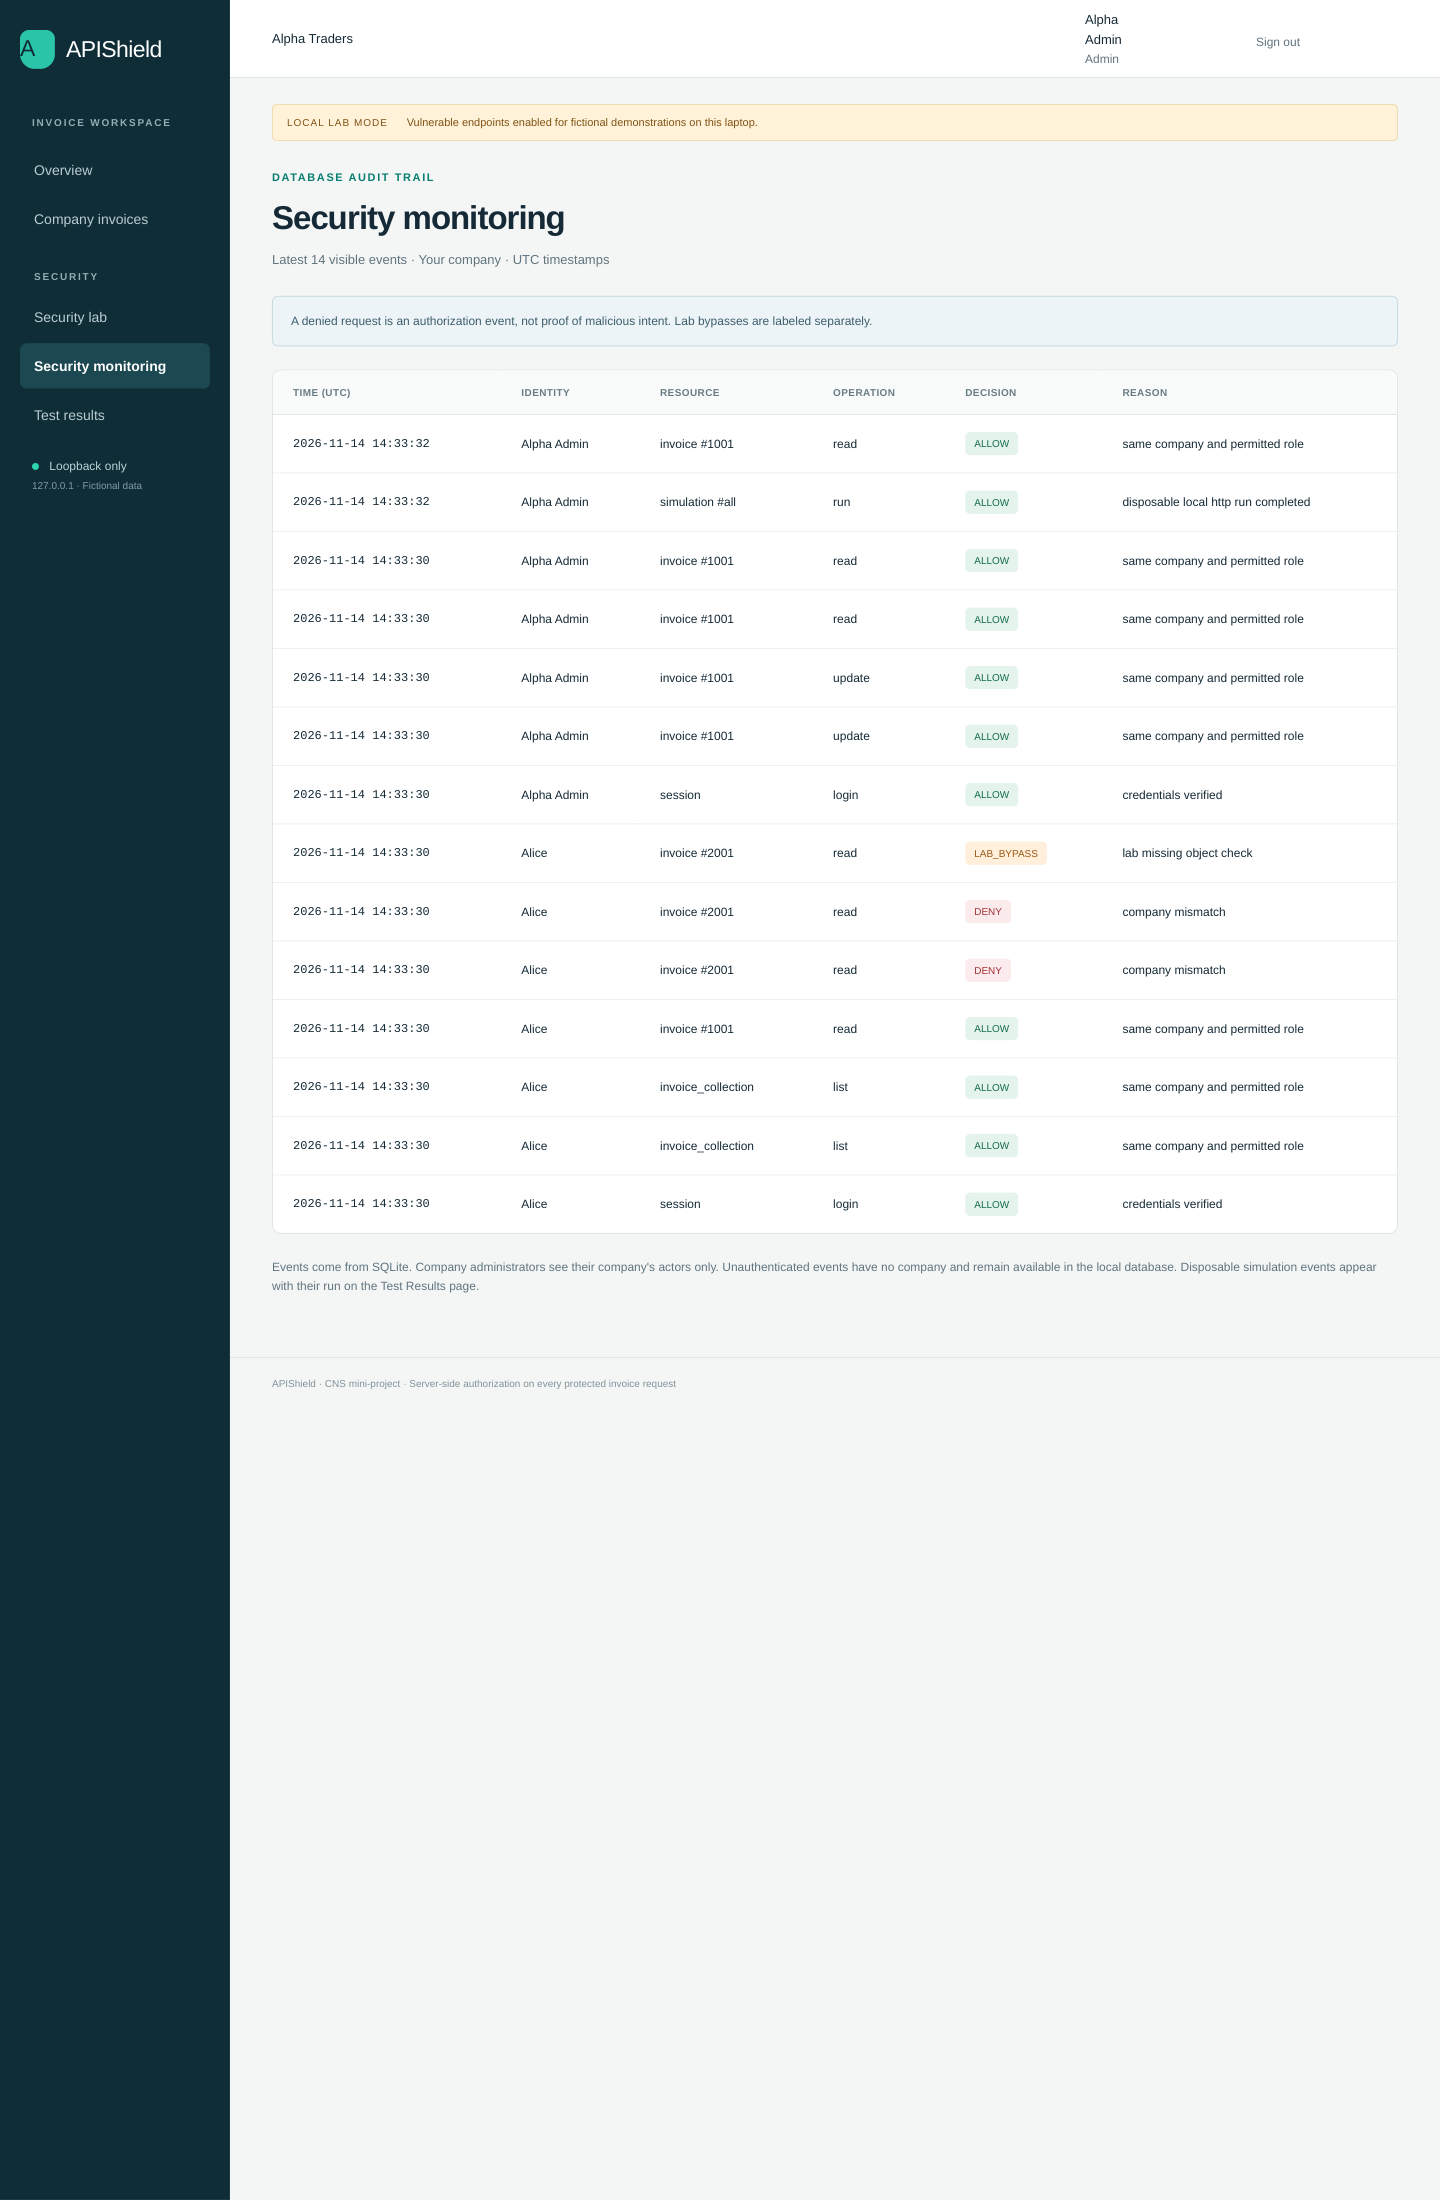 A APIShield
INVOICE WORKSPACE
Overview
Company invoices
SECURITY
Security lab
Security monitoring
Test results
Loopback only
127.0.0.1 · Fictional data
Alpha Traders
Alpha
Admin
Admin
Sign out
LOCAL LAB MODE Vulnerable endpoints enabled for fictional demonstrations on this laptop.
DATABASE AUDIT TRAIL
Security monitoring
Latest 14 visible events · Your company · UTC timestamps
A denied request is an authorization event, not proof of malicious intent. Lab bypasses are labeled separately.
TIME (UTC) IDENTITY RESOURCE OPERATION DECISION REASON
2026-11-14 14:33:32 Alpha Admin invoice #1001 read ALLOW same company and permitted role
2026-11-14 14:33:32 Alpha Admin simulation #all run ALLOW disposable local http run completed
2026-11-14 14:33:30 Alpha Admin invoice #1001 read ALLOW same company and permitted role
2026-11-14 14:33:30 Alpha Admin invoice #1001 read ALLOW same company and permitted role
2026-11-14 14:33:30 Alpha Admin invoice #1001 update ALLOW same company and permitted role
2026-11-14 14:33:30 Alpha Admin invoice #1001 update ALLOW same company and permitted role
2026-11-14 14:33:30 Alpha Admin session login ALLOW credentials verified
2026-11-14 14:33:30 Alice invoice #2001 read LAB_BYPASS lab missing object check
2026-11-14 14:33:30 Alice invoice #2001 read DENY company mismatch
2026-11-14 14:33:30 Alice invoice #2001 read DENY company mismatch
2026-11-14 14:33:30 Alice invoice #1001 read ALLOW same company and permitted role
2026-11-14 14:33:30 Alice invoice_collection list ALLOW same company and permitted role
2026-11-14 14:33:30 Alice invoice_collection list ALLOW same company and permitted role
2026-11-14 14:33:30 Alice session login ALLOW credentials verified
Events come from SQLite. Company administrators see their company's actors only. Unauthenticated events have no company and remain available in the local database. Disposable simulation events appear
with their run on the Test Results page.
APIShield · CNS mini-project · Server-side authorization on every protected invoice request